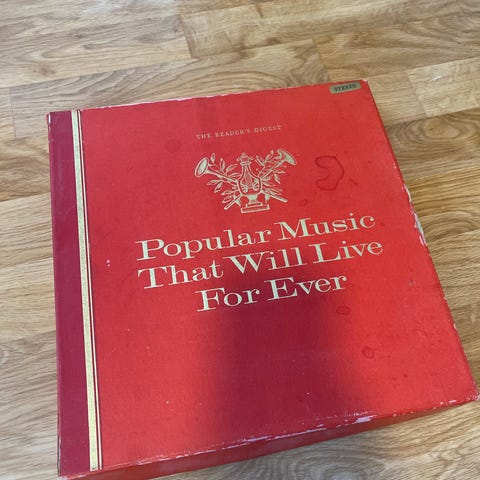 STEREO
THE READER'S DIGEST
Popular Music
That Will Live
For Ever